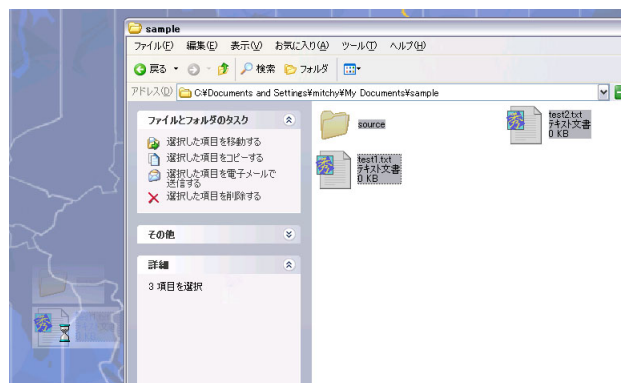 sample
ファイル(F) 編集(E) 表示(V) お気に入り(A) ツール(T) ヘルプ(H)
戻る 検索 フォルダ
アドレス(D) C:¥Documents and Settings¥mitchy¥My Documents¥sample
ファイルとフォルダのタスク
選択した項目を移動する
選択した項目をコピーする
選択した項目を電子メールで
送信する
選択した項目を削除する
その他
詳細
3 項目を選択
source
test2.txt
テキスト文書
0 KB
test1.txt
テキスト文書
0 KB
秀